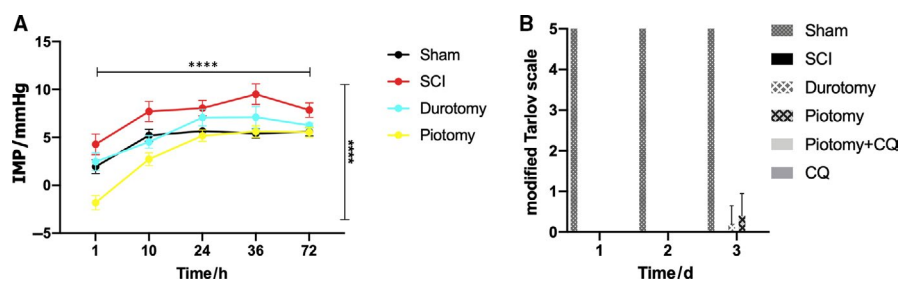 A
15
10
5
0
–5
IMP/mmHg
****
****
1 10 24 36 72
Time/h
Sham
SCI
Durotomy
Piotomy
B
5
4
3
2
1
0
modified Tarlov scale
1 2 3
Time/d
Sham
SCI
Durotomy
Piotomy
Piotomy+CQ
CQ